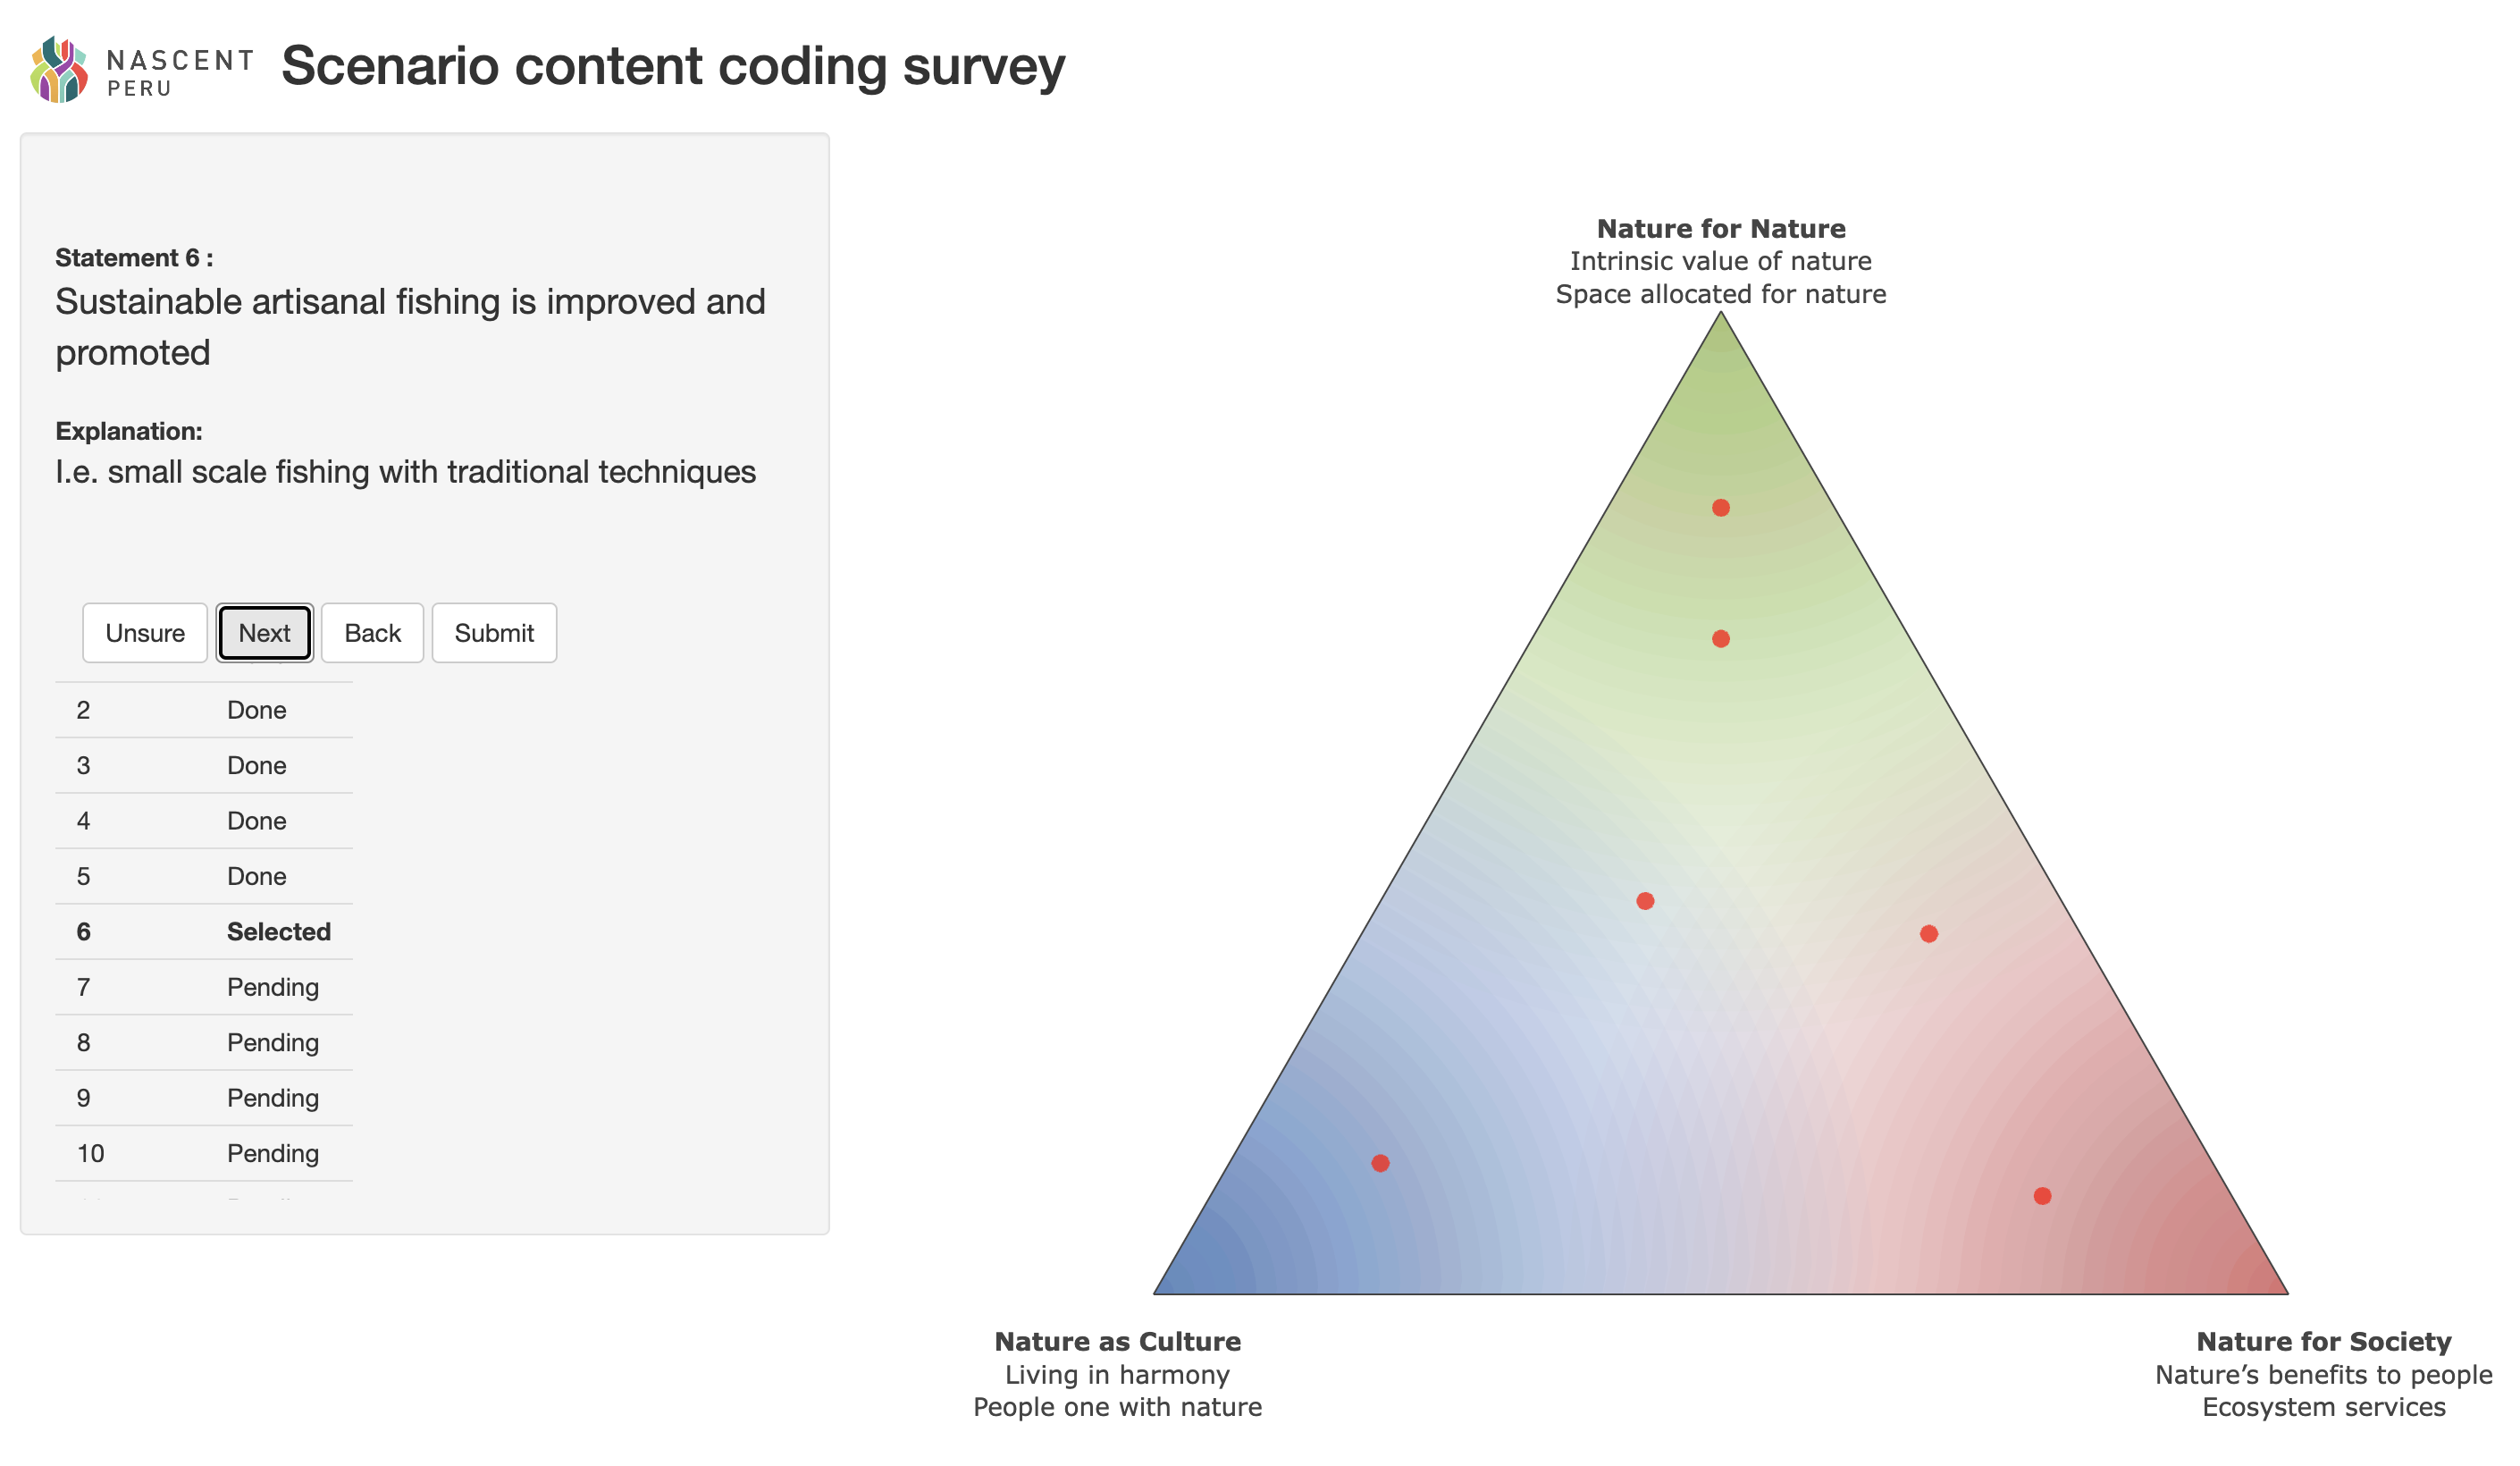 NASCENT
PERU
Scenario content coding survey
Statement 6 :
Sustainable artisanal fishing is improved and
promoted
Explanation:
I.e. small scale fishing with traditional techniques
Unsure Next Back Submit
2 Done
3 Done
4 Done
5 Done
6 Selected
7 Pending
8 Pending
9 Pending
10 Pending
Nature for Nature
Intrinsic value of nature
Space allocated for nature
Nature as Culture
Living in harmony
People one with nature
Nature for Society
Nature’s benefits to people
Ecosystem services